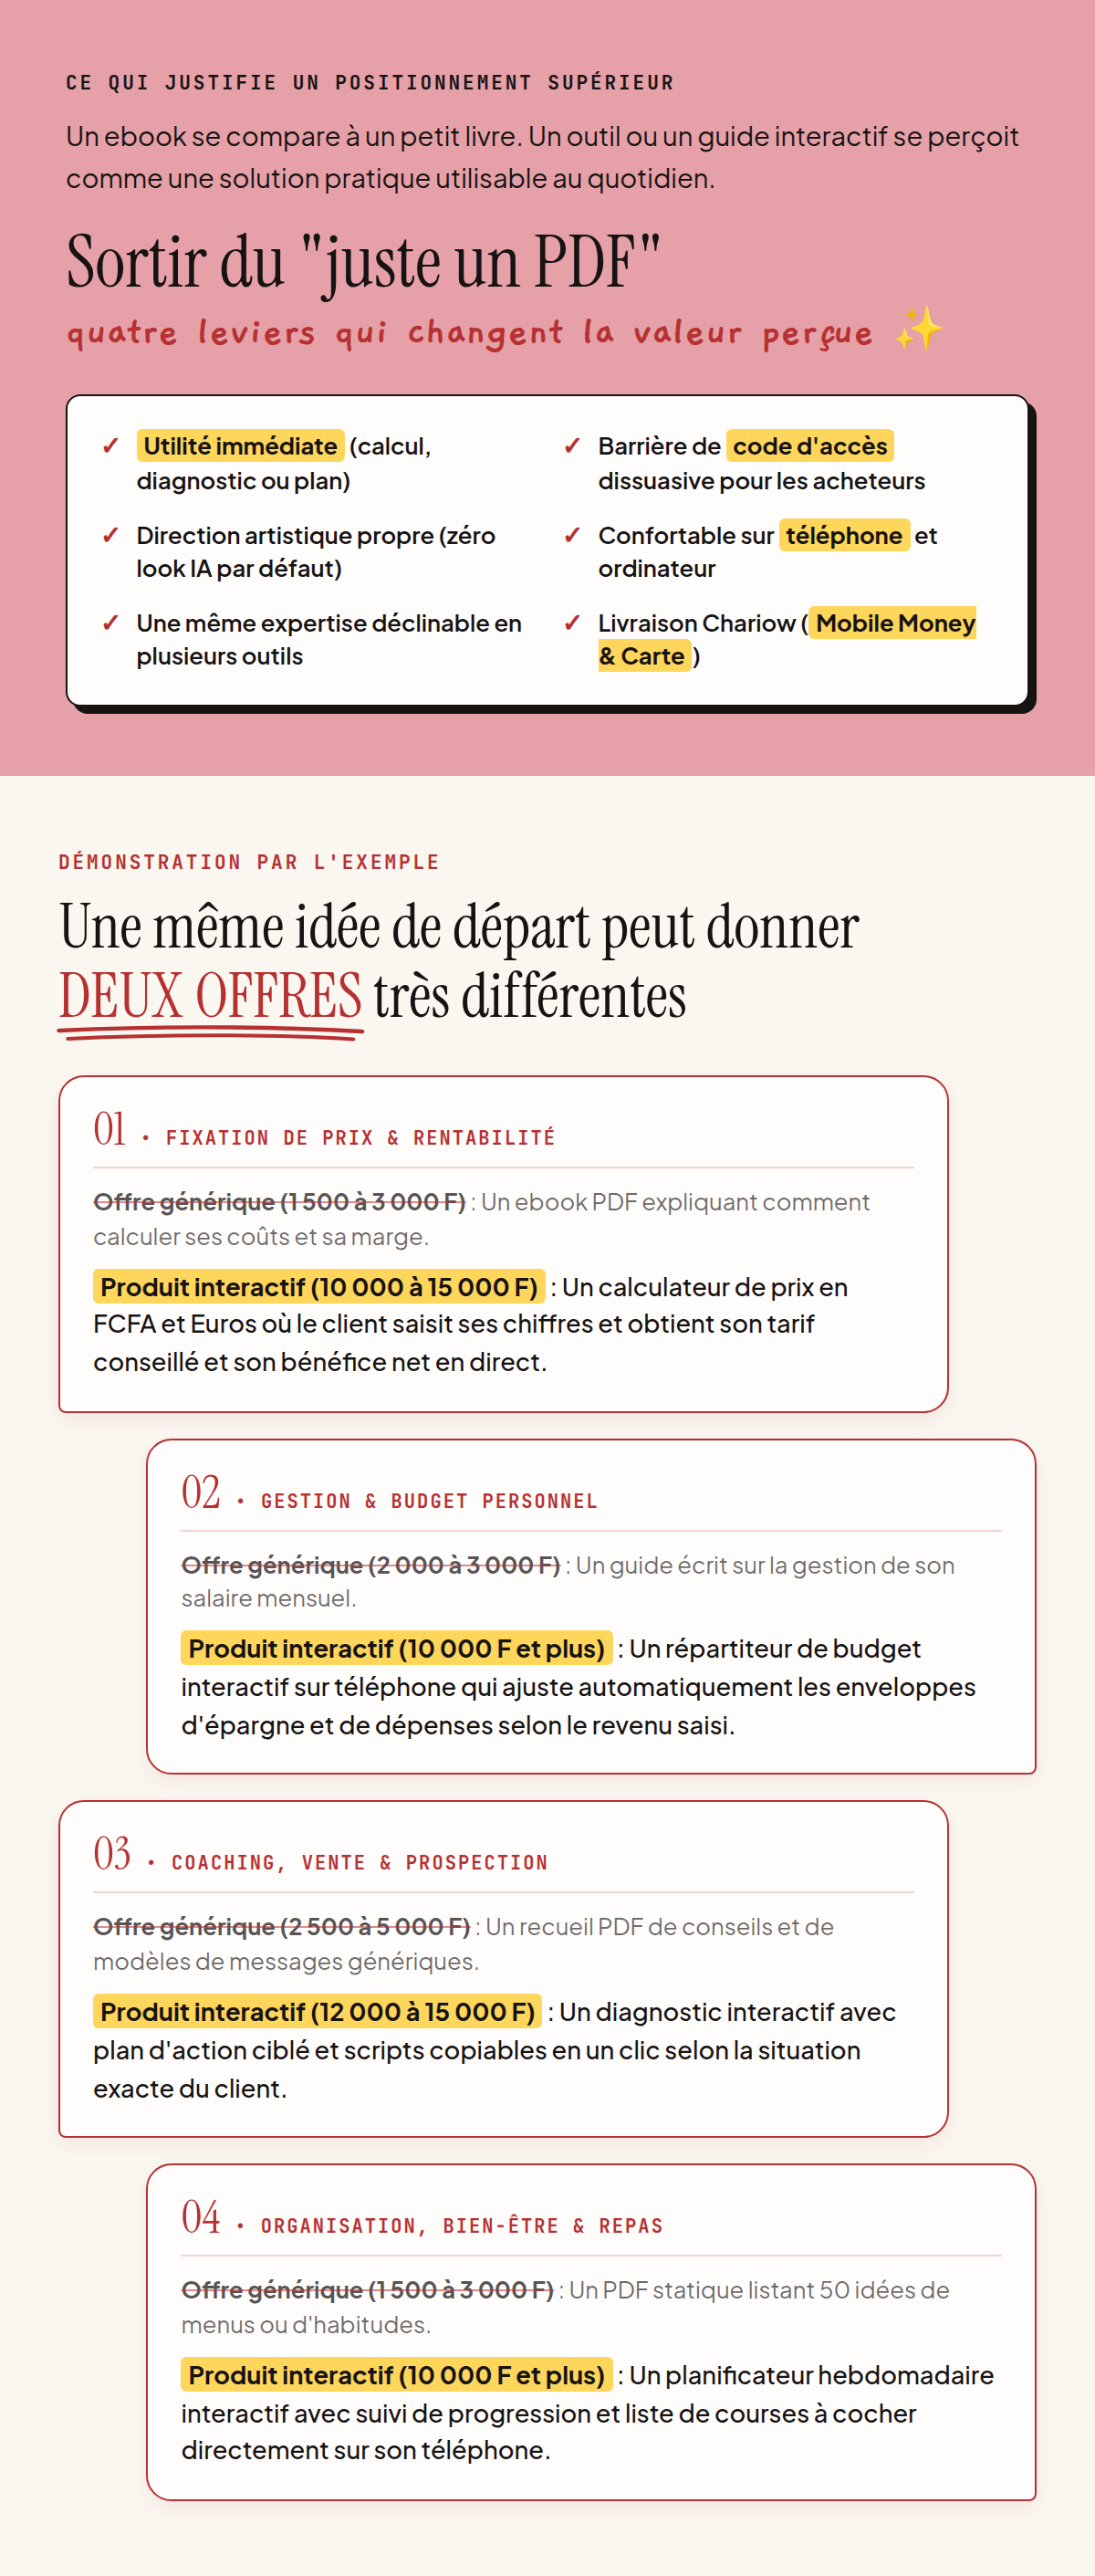 CE QUI JUSTIFIE UN POSITIONNEMENT SUPÉRIEUR
Un ebook se compare à un petit livre. Un outil ou un guide interactif se perçoit
comme une solution pratique utilisable au quotidien.
Sortir du "juste un PDF"
quatre leviers qui changent la valeur perçue ✨
✓ Utilité immédiate (calcul,
diagnostic ou plan)
✓ Barrière de code d'accès
dissuasive pour les acheteurs
✓ Direction artistique propre (zéro
look IA par défaut)
✓ Confortable sur téléphone et
ordinateur
✓ Une même expertise déclinable en
plusieurs outils
✓ Livraison Chariow (Mobile Money
& Carte)
DÉMONSTRATION PAR L'EXEMPLE
Une même idée de départ peut donner
DEUX OFFRES très différentes
01 • FIXATION DE PRIX & RENTABILITÉ
Offre générique (1 500 à 3 000 F) : Un ebook PDF expliquant comment
calculer ses coûts et sa marge.
Produit interactif (10 000 à 15 000 F) : Un calculateur de prix en
FCFA et Euros où le client saisit ses chiffres et obtient son tarif
conseillé et son bénéfice net en direct.
02 • GESTION & BUDGET PERSONNEL
Offre générique (2 000 à 3 000 F) : Un guide écrit sur la gestion de son
salaire mensuel.
Produit interactif (10 000 F et plus) : Un répartiteur de budget
interactif sur téléphone qui ajuste automatiquement les enveloppes
d'épargne et de dépenses selon le revenu saisi.
03 • COACHING, VENTE & PROSPECTION
Offre générique (2 500 à 5 000 F) : Un recueil PDF de conseils et de
modèles de messages génériques.
Produit interactif (12 000 à 15 000 F) : Un diagnostic interactif avec
plan d'action ciblé et scripts copiables en un clic selon la situation
exacte du client.
04 • ORGANISATION, BIEN-ÊTRE & REPAS
Offre générique (1 500 à 3 000 F) : Un PDF statique listant 50 idées de
menus ou d'habitudes.
Produit interactif (10 000 F et plus) : Un planificateur hebdomadaire
interactif avec suivi de progression et liste de courses à cocher
directement sur son téléphone.